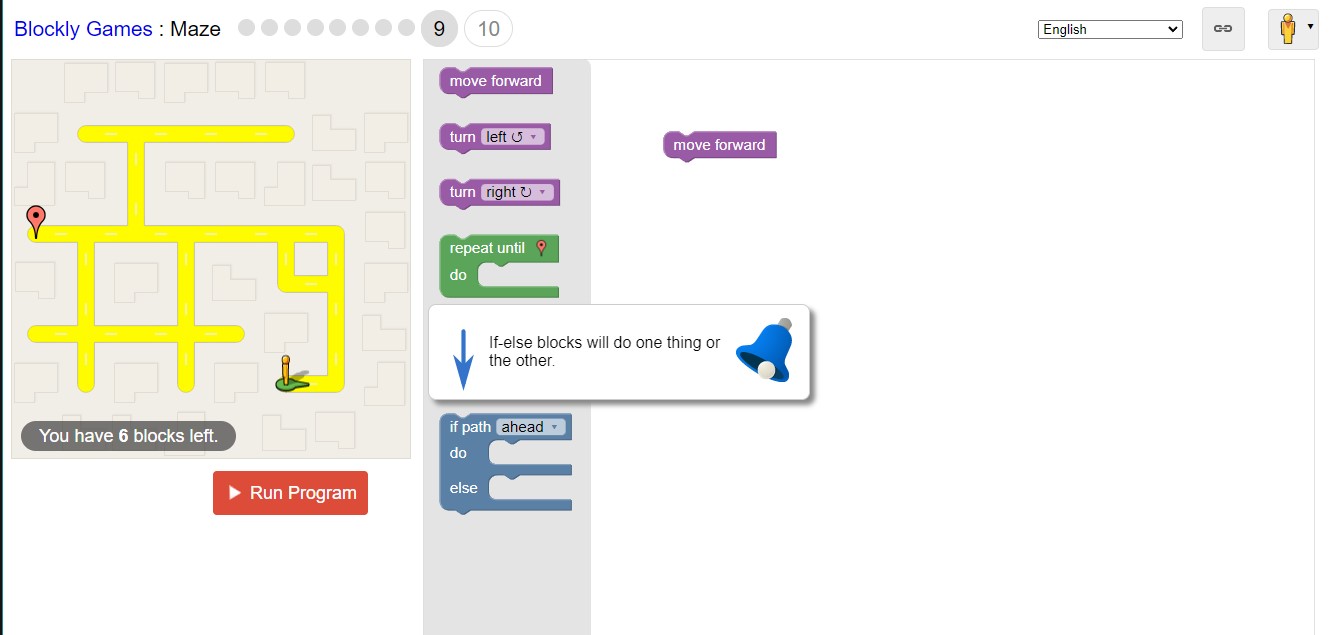 Blockly Games : Maze 9 10
English
move forward
turn left ↺
turn right ↻
repeat until
do
If-else blocks will do one thing or
the other.
if path ahead
do
else
move forward
You have 6 blocks left.
Run Program